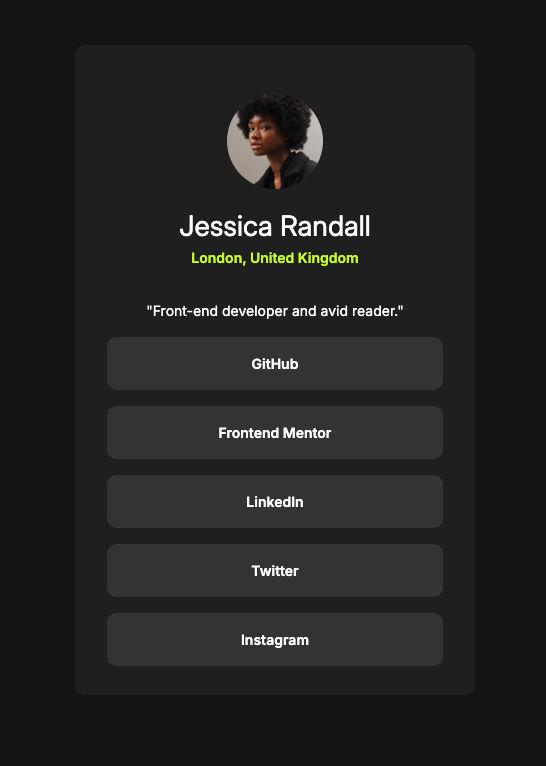 Jessica Randall
London, United Kingdom
"Front-end developer and avid reader."
GitHub
Frontend Mentor
LinkedIn
Twitter
Instagram